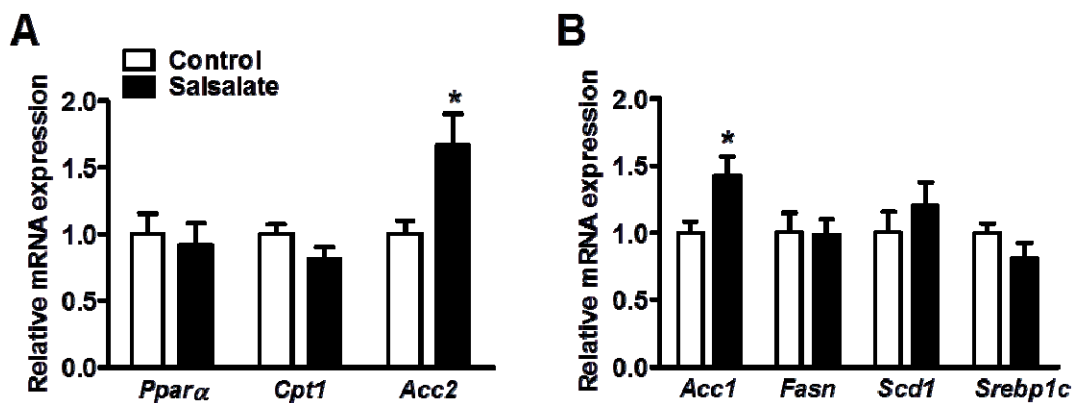 A
Control
Salsalate
Relative mRNA expression
2.0
1.5
1.0
0.5
0.0
*
Pparα Cpt1 Acc2
B
Relative mRNA expression
2.0
1.5
1.0
0.5
0.0
*
Acc1 Fasn Scd1 Srebp1c